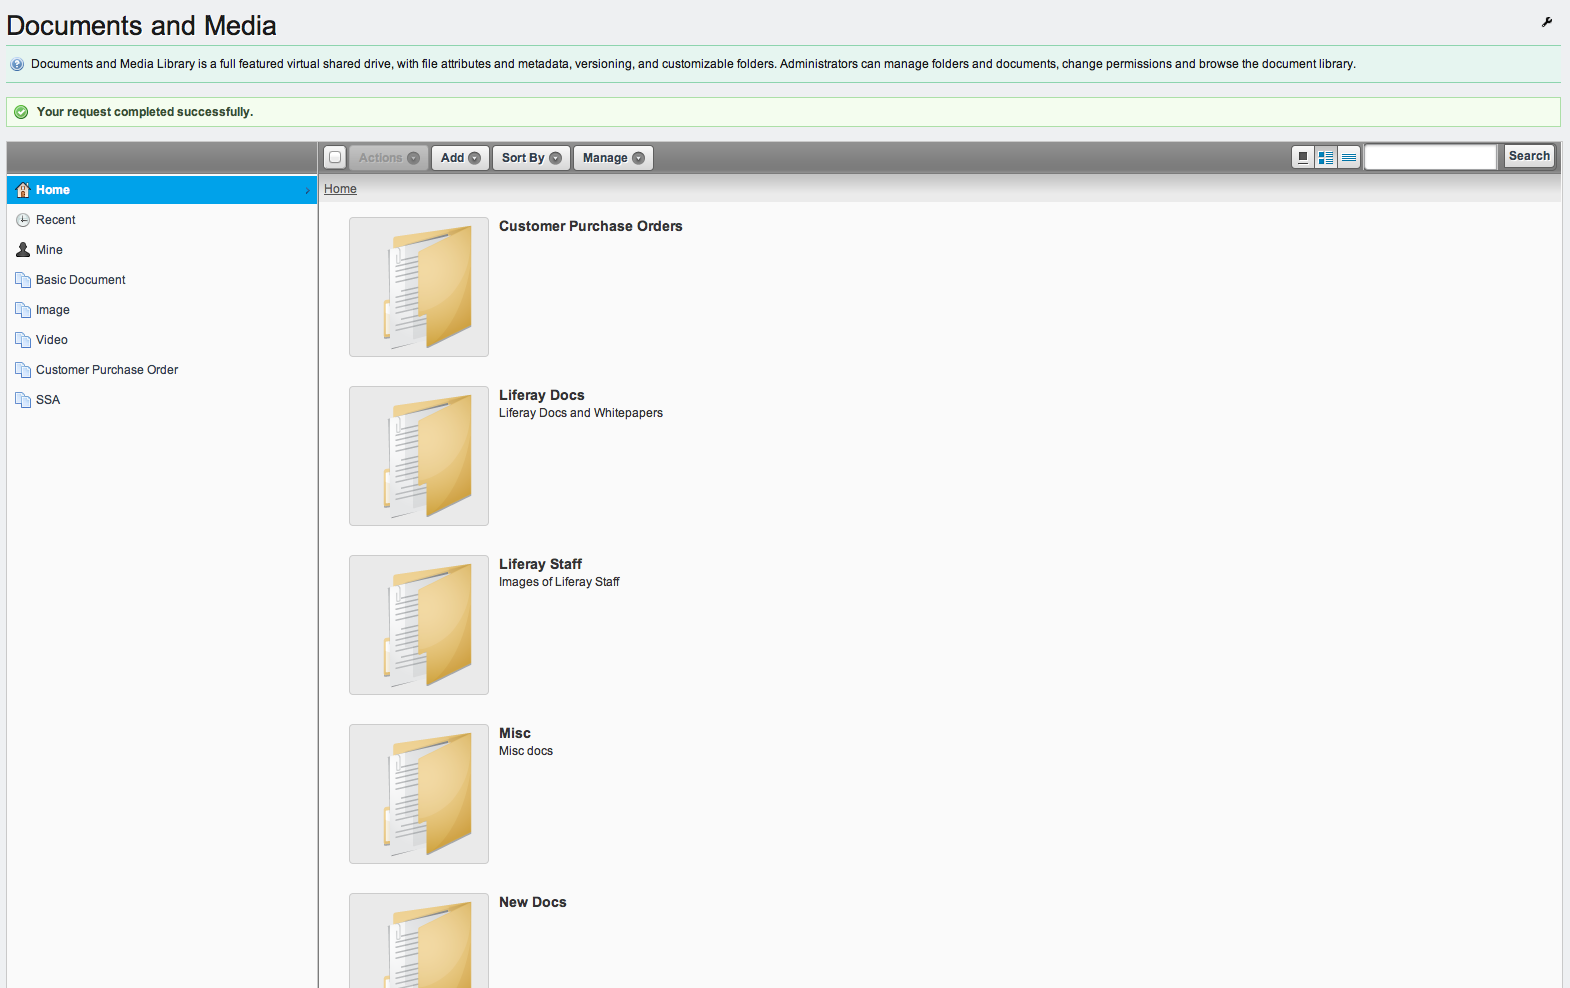 Documents and Media
Documents and Media Library is a full featured virtual shared drive, with file attributes and metadata, versioning, and customizable folders. Administrators can manage folders and documents, change permissions and browse the document library.
Your request completed successfully.
Actions Add Sort By Manage Search
Home
Recent
Mine
Basic Document
Image
Video
Customer Purchase Order
SSA
Home
Customer Purchase Orders
Liferay Docs
Liferay Docs and Whitepapers
Liferay Staff
Images of Liferay Staff
Misc
Misc docs
New Docs